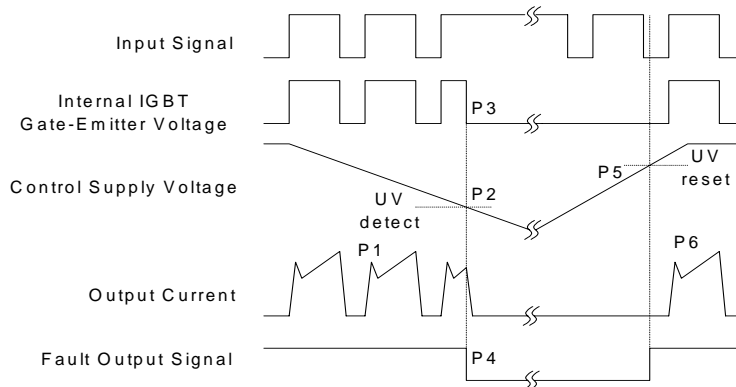 Input Signal
Internal IGBT
Gate-Emitter Voltage
P3
Control Supply Voltage
UV
detect
P2
P5
UV
reset
P1
P6
Output Current
Fault Output Signal
P4